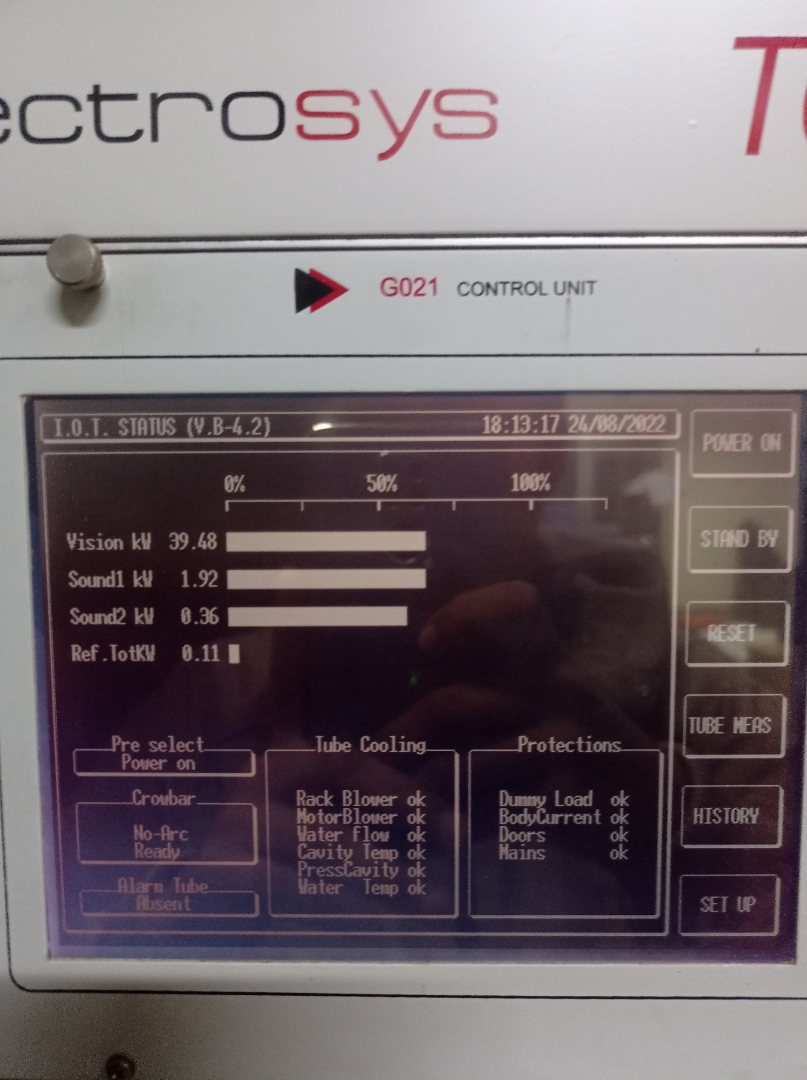 ectrosys T
G021 CONTROL UNIT
I.O.T. STATUS (V.B-4.2) 18:13:17 24/08/2022
POWER ON
0% 50% 100%
Vision kW 39.48
STAND BY
Sound1 kW 1.92
Sound2 kW 0.36
RESET
Ref.TotKW 0.11
TUBE MEAS
Pre select
Power on
Crowbar
No-Arc
Ready
Alarm Tube
Absent
Tube Cooling
Rack Blower ok
MotorBlower ok
Water flow ok
Cavity Temp ok
PressCavity ok
Water Temp ok
Protections
Dummy Load ok
BodyCurrent ok
Doors ok
Mains ok
HISTORY
SET UP